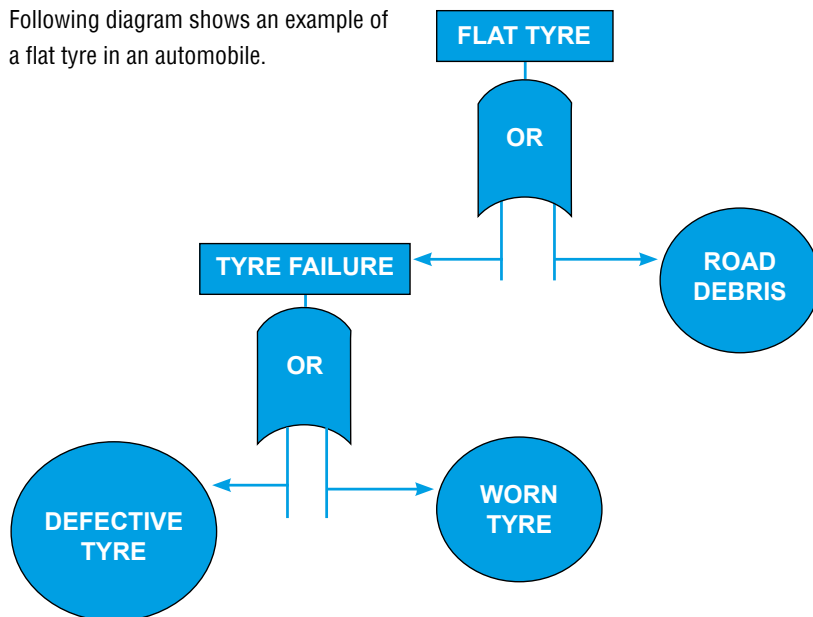 Following diagram shows an example of
a flat tyre in an automobile.
FLAT TYRE
OR
TYRE FAILURE
ROAD
DEBRIS
OR
DEFECTIVE
TYRE
WORN
TYRE